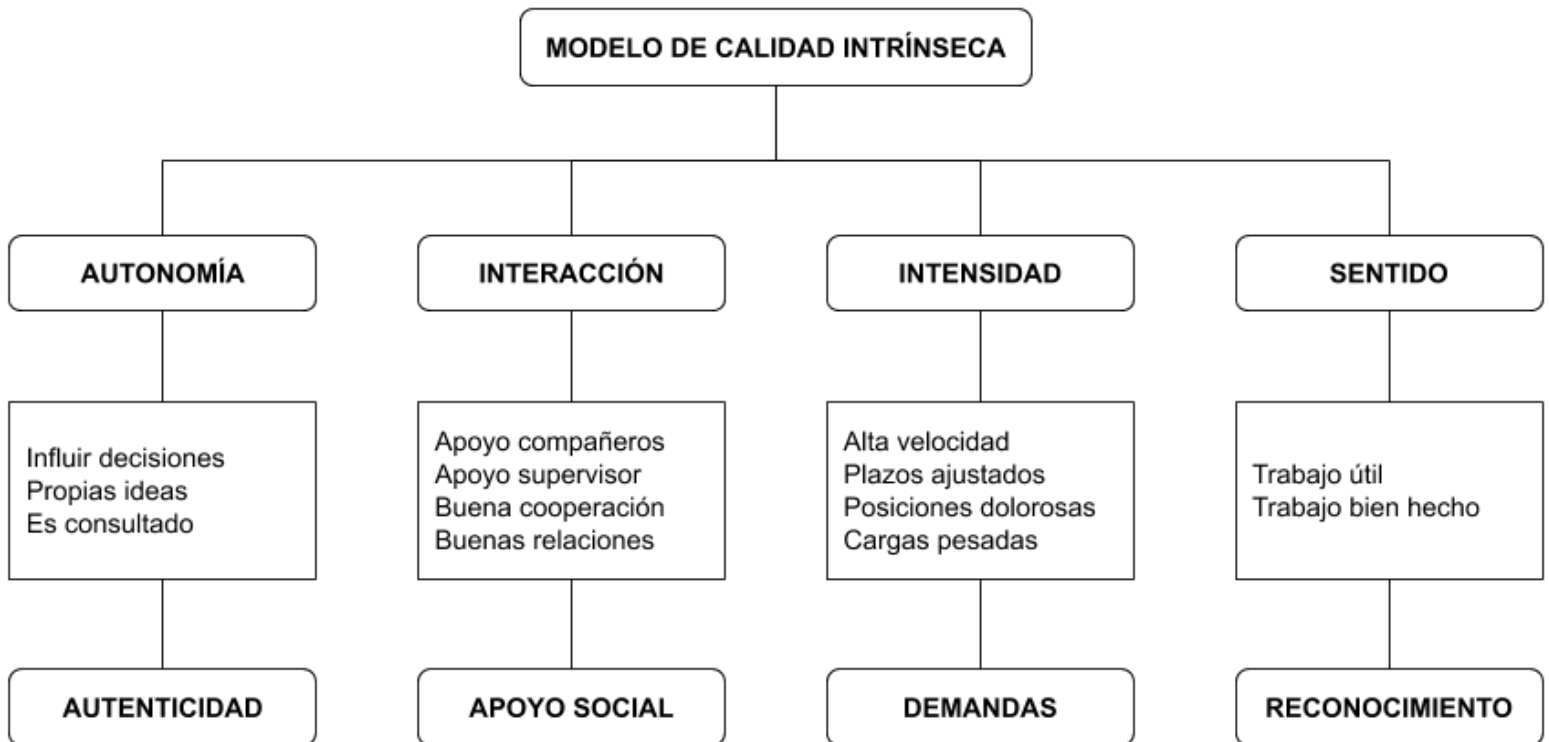 MODELO DE CALIDAD INTRÍNSECA
AUTONOMÍA
INTERACCIÓN
INTENSIDAD
SENTIDO
Influir decisiones
Propias ideas
Es consultado
Apoyo compañeros
Apoyo supervisor
Buena cooperación
Buenas relaciones
Alta velocidad
Plazos ajustados
Posiciones dolorosas
Cargas pesadas
Trabajo útil
Trabajo bien hecho
AUTENTICIDAD
APOYO SOCIAL
DEMANDAS
RECONOCIMIENTO